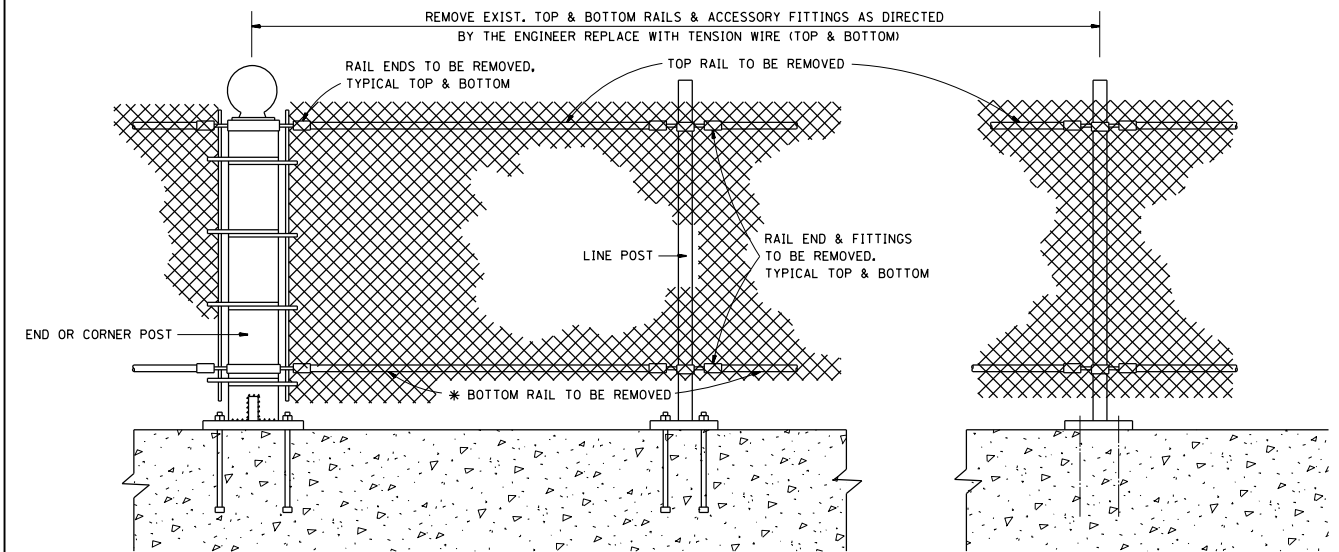 REMOVE EXIST. TOP & BOTTOM RAILS & ACCESSORY FITTINGS AS DIRECTED
BY THE ENGINEER REPLACE WITH TENSION WIRE (TOP & BOTTOM)
RAIL ENDS TO BE REMOVED,
TYPICAL TOP & BOTTOM
TOP RAIL TO BE REMOVED
LINE POST
RAIL END & FITTINGS
TO BE REMOVED.
TYPICAL TOP & BOTTOM
END OR CORNER POST
* BOTTOM RAIL TO BE REMOVED